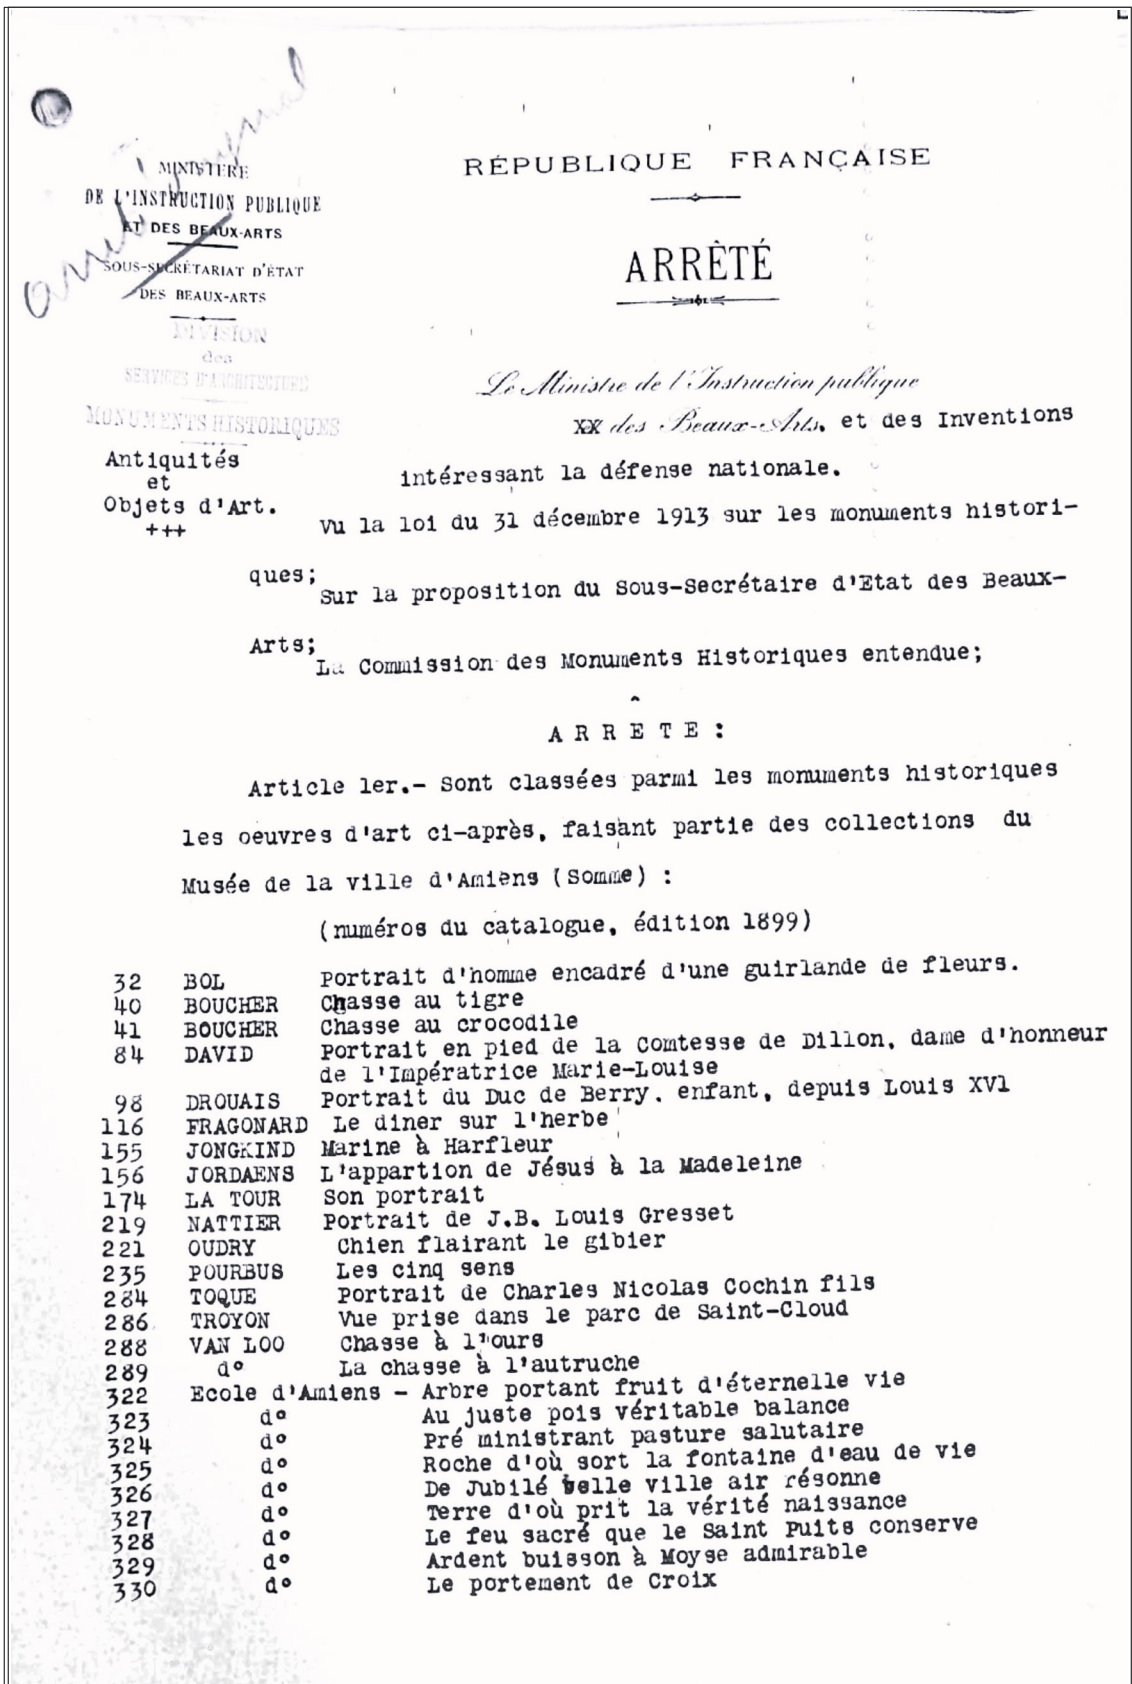 arrêté
MINISTÈRE
DE L'INSTRUCTION PUBLIQUE
ET DES BEAUX-ARTS
SOUS-SECRÉTARIAT D'ÉTAT
DES BEAUX-ARTS
DIVISION
des
SERVICES D'ARCHITECTURE
MONUMENTS HISTORIQUES
Antiquités
et
Objets d'Art.
+++
RÉPUBLIQUE FRANÇAISE
ARRÊTÉ
Le Ministre de l'Instruction publique
XX des Beaux-Arts, et des Inventions
intéressant la défense nationale.
Vu la loi du 31 décembre 1913 sur les monuments histori-
ques;
Sur la proposition du Sous-Secrétaire d'Etat des Beaux-
Arts;
La Commission des Monuments Historiques entendue;
A R R E T E :
Article 1er.- Sont classées parmi les monuments historiques
les oeuvres d'art ci-après, faisant partie des collections du
Musée de la ville d'Amiens (Somme) :
(numéros du catalogue, édition 1899)
32 BOL Portrait d'homme encadré d'une guirlande de fleurs.
40 BOUCHER Chasse au tigre
41 BOUCHER Chasse au crocodile
84 DAVID Portrait en pied de la Comtesse de Dillon, dame d'honneur
de l'Impératrice Marie-Louise
98 DROUAIS Portrait du Duc de Berry, enfant, depuis Louis XVI
116 FRAGONARD Le diner sur l'herbe
155 JONGKIND Marine à Harfleur
156 JORDAENS L'appartion de Jésus à la Madeleine
174 LA TOUR Son portrait
219 NATTIER Portrait de J.B. Louis Gresset
221 OUDRY Chien flairant le gibier
235 POURBUS Les cinq sens
284 TOQUE Portrait de Charles Nicolas Cochin fils
286 TROYON Vue prise dans le parc de Saint-Cloud
288 VAN LOO Chasse à l'ours
289 d° La chasse à l'autruche
322 Ecole d'Amiens - Arbre portant fruit d'éternelle vie
323 d° Au juste pois véritable balance
324 d° Pré ministrant pasture salutaire
325 d° Roche d'où sort la fontaine d'eau de vie
326 d° De Jubilé belle ville air résonne
327 d° Terre d'où prit la vérité naissance
328 d° Le feu sacré que le Saint Puits conserve
329 d° Ardent buisson à Moyse admirable
330 d° Le portement de Croix